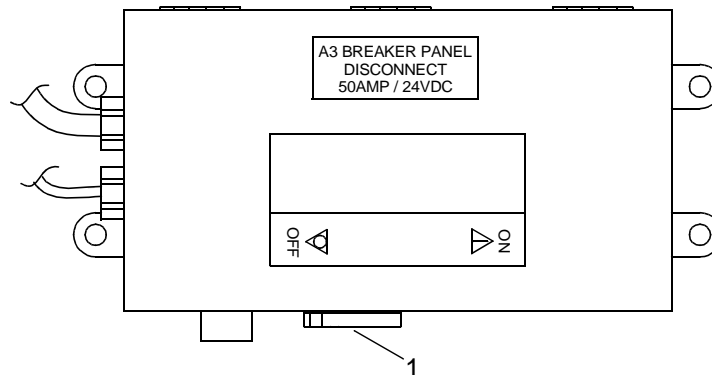 A3 BREAKER PANEL
DISCONNECT
50AMP / 24VDC
OFF
ON
1